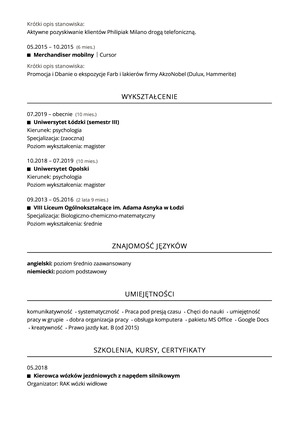 Krótki opis stanowiska:
Aktywne pozyskiwanie klientów Philipiak Milano drogą telefoniczną.
05.2015 – 10.2015 (6 mies.)
Merchandiser mobilny | Cursor
Krótki opis stanowiska:
Promocja i Dbanie o ekspozycje Farb i lakierów firmy AkzoNobel (Dulux, Hammerite)
WYKSZTAŁCENIE
07.2019 – obecnie (10 mies.)
Uniwersytet Łódzki (semestr III)
Kierunek: psychologia
Specjalizacja: (zaoczna)
Poziom wykształcenia: magister
10.2018 – 07.2019 (10 mies.)
Uniwersytet Opolski
Kierunek: psychologia
Poziom wykształcenia: magister
09.2013 – 05.2016 (2 lata 9 mies.)
VIII Liceum Ogólnokształcące im. Adama Asnyka w Łodzi
Specjalizacja: Biologiczno-chemiczno-matematyczny
Poziom wykształcenia: średnie
ZNAJOMOŚĆ JĘZYKÓW
angielski: poziom średnio zaawansowany
niemiecki: poziom podstawowy
UMIEJĘTNOŚCI
komunikatywność - systematyczność - Praca pod presją czasu - Chęci do nauki - umiejętność
pracy w grupie - dobra organizacja pracy - obsługa komputera - pakietu MS Office - Google Docs
- kreatywność - Prawo jazdy kat. B (od 2015)
SZKOLENIA, KURSY, CERTYFIKATY
05.2018
Kierowca wózków jezdniowych z napędem silnikowym
Organizator: RAK wózki widłowe